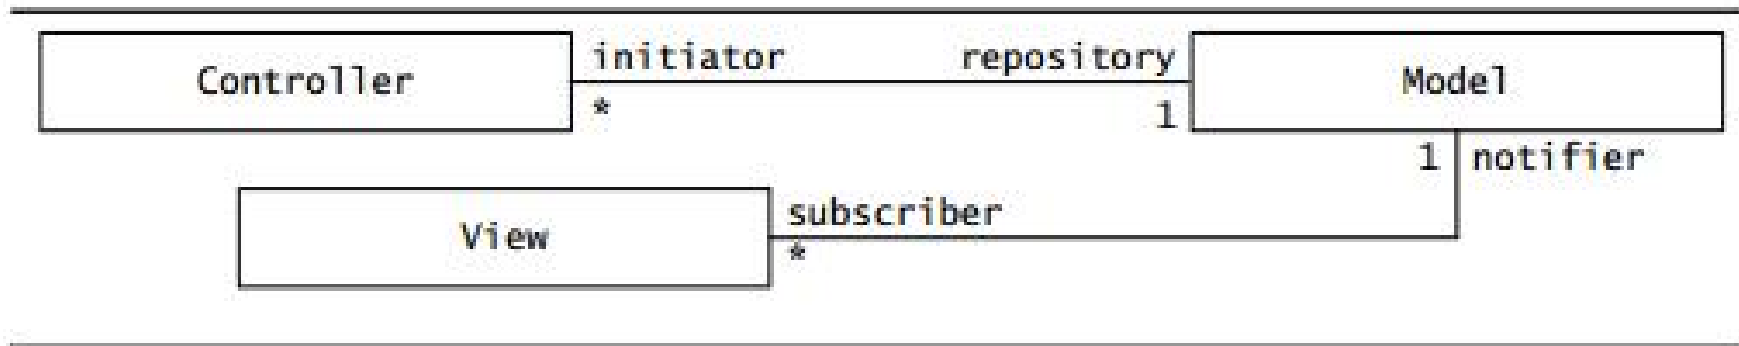 initiator repository
Controller Model
* 1
1 notifier
subscriber
View
*